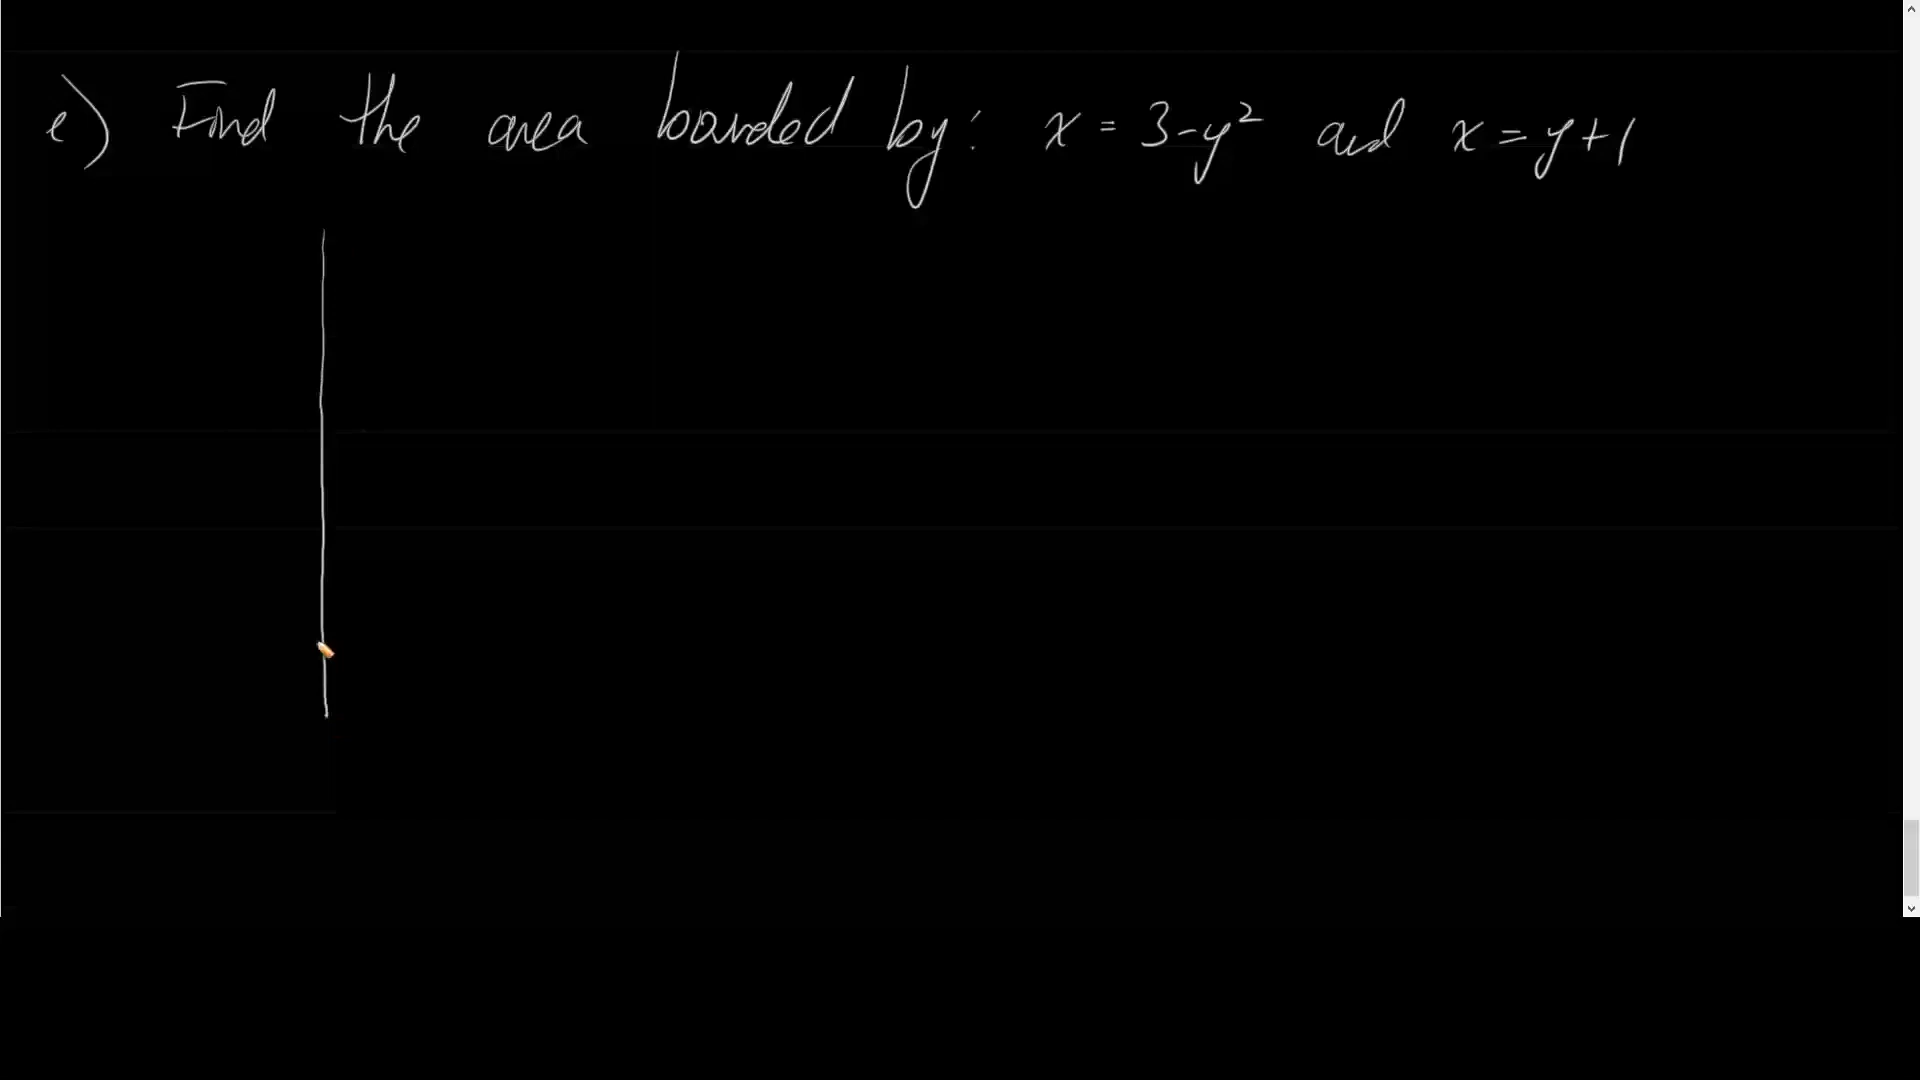 e) Find the area bounded by: x = 3-y² and x = y+1